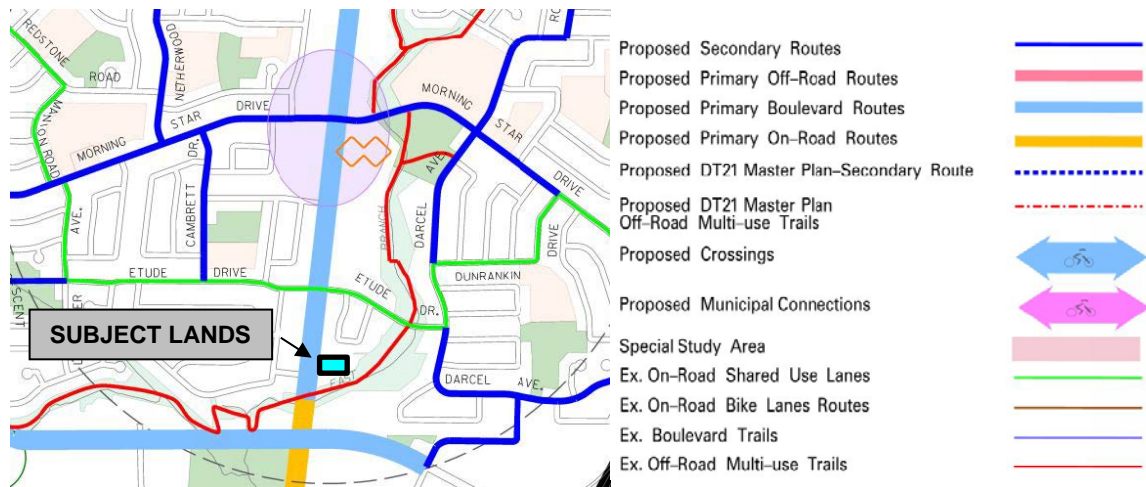 REDSTONE
ROAD
MANION ROAD
NETHERWOOD
MORNING STAR DRIVE
MORNING
STAR
DRIVE
AVE.
CAMBRETT
DR.
BRANCH
AVE
DARCEL
DRIVE
ETUDE DRIVE
ETUDE
DR.
DUNRANKIN
SCENT
SUBJECT LANDS
EAST
DARCEL AVE.
Proposed Secondary Routes
Proposed Primary Off-Road Routes
Proposed Primary Boulevard Routes
Proposed Primary On-Road Routes
Proposed DT21 Master Plan-Secondary Route
Proposed DT21 Master Plan
Off-Road Multi-use Trails
Proposed Crossings
Proposed Municipal Connections
Special Study Area
Ex. On-Road Shared Use Lanes
Ex. On-Road Bike Lanes Routes
Ex. Boulevard Trails
Ex. Off-Road Multi-use Trails